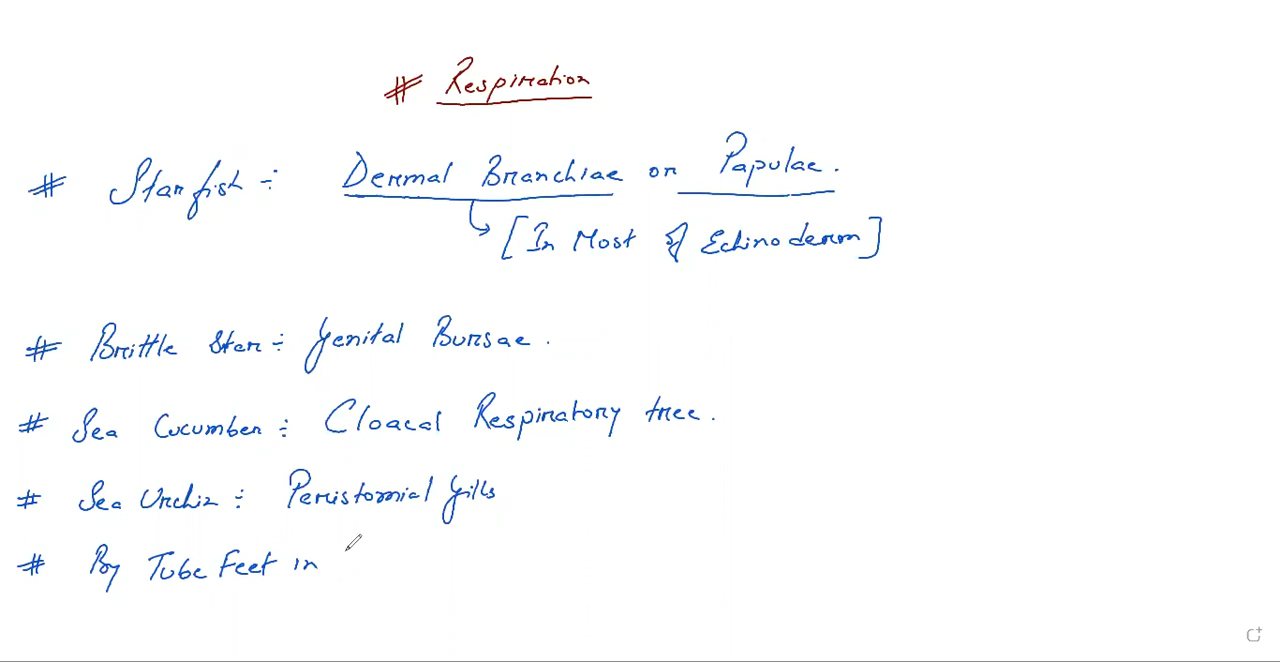 # Respiration
# Starfish ÷ Dermal Branchiae or Papulae.
[In Most of Echinoderm]
# Brittle Star ÷ Genital Bursae.
# Sea Cucumber ÷ Cloacal Respiratory tree.
# Sea Urchin ÷ Peristomial gills
# By Tube Feet in